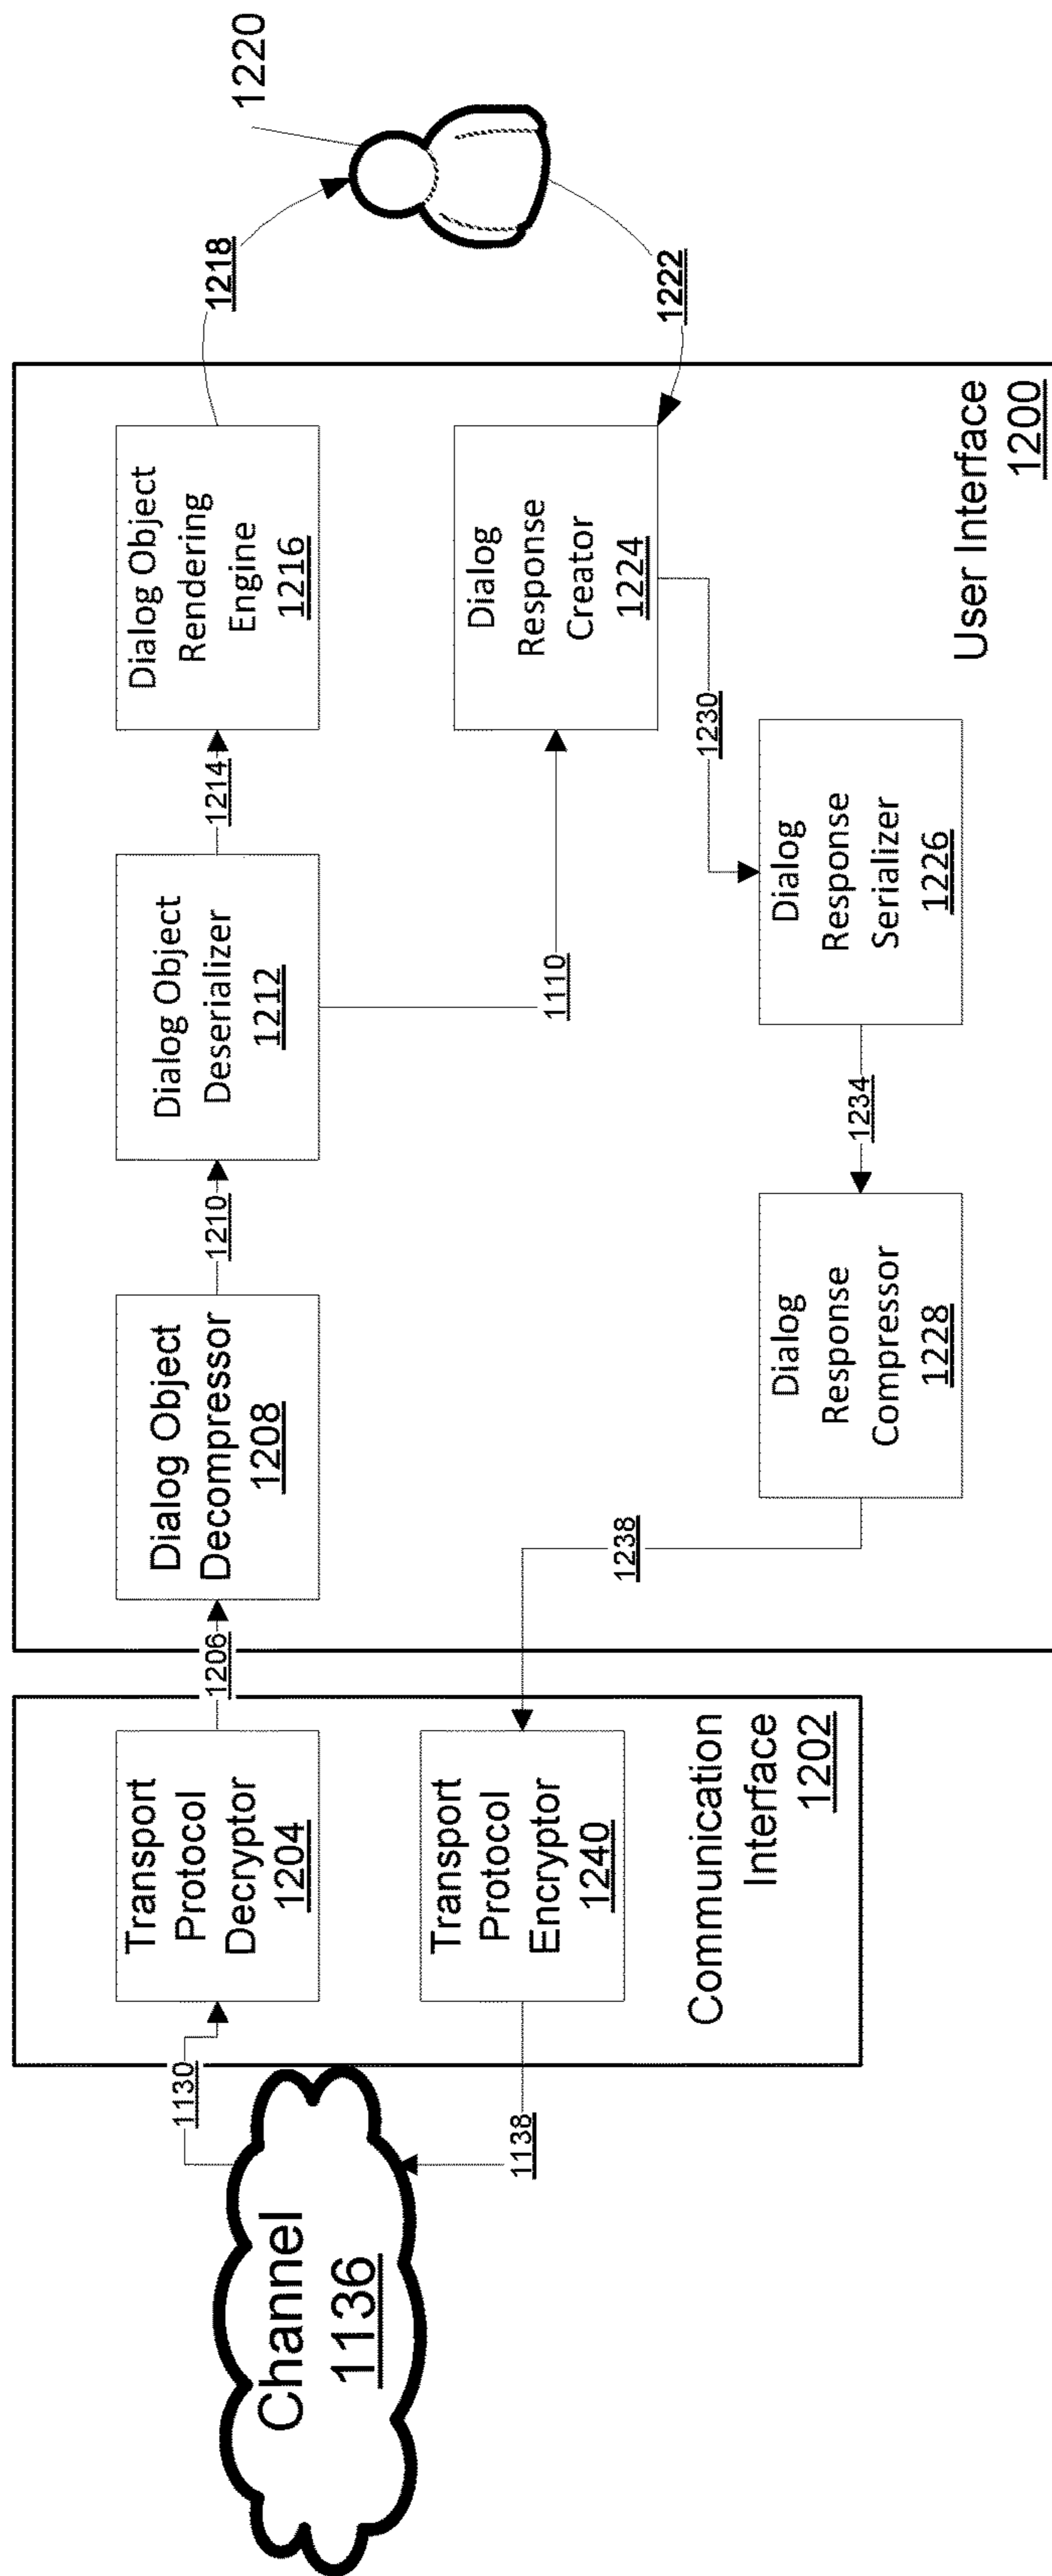 Channel
1136
1130
1138
Transport
Protocol
Decryptor
1204
Transport
Protocol
Encryptor
1240
Communication
Interface
1202
1206
1238
Dialog Object
Decompressor
1208
1210
Dialog Object
Deserializer
1212
1214
Dialog Object
Rendering
Engine
1216
1110
Dialog
Response
Creator
1224
1230
Dialog
Response
Serializer
1226
1234
Dialog
Response
Compressor
1228
User Interface
1200
1218
1220
1222